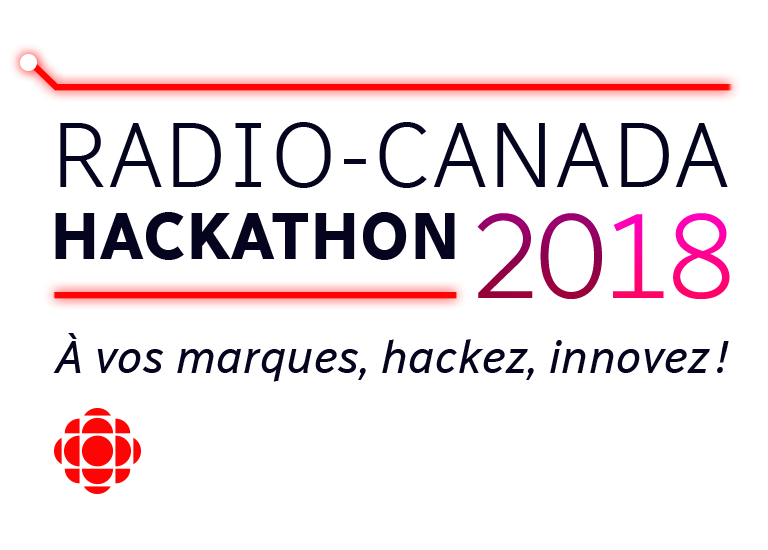 RADIO-CANADA
HACKATHON 2018
À vos marques, hackez, innovez !